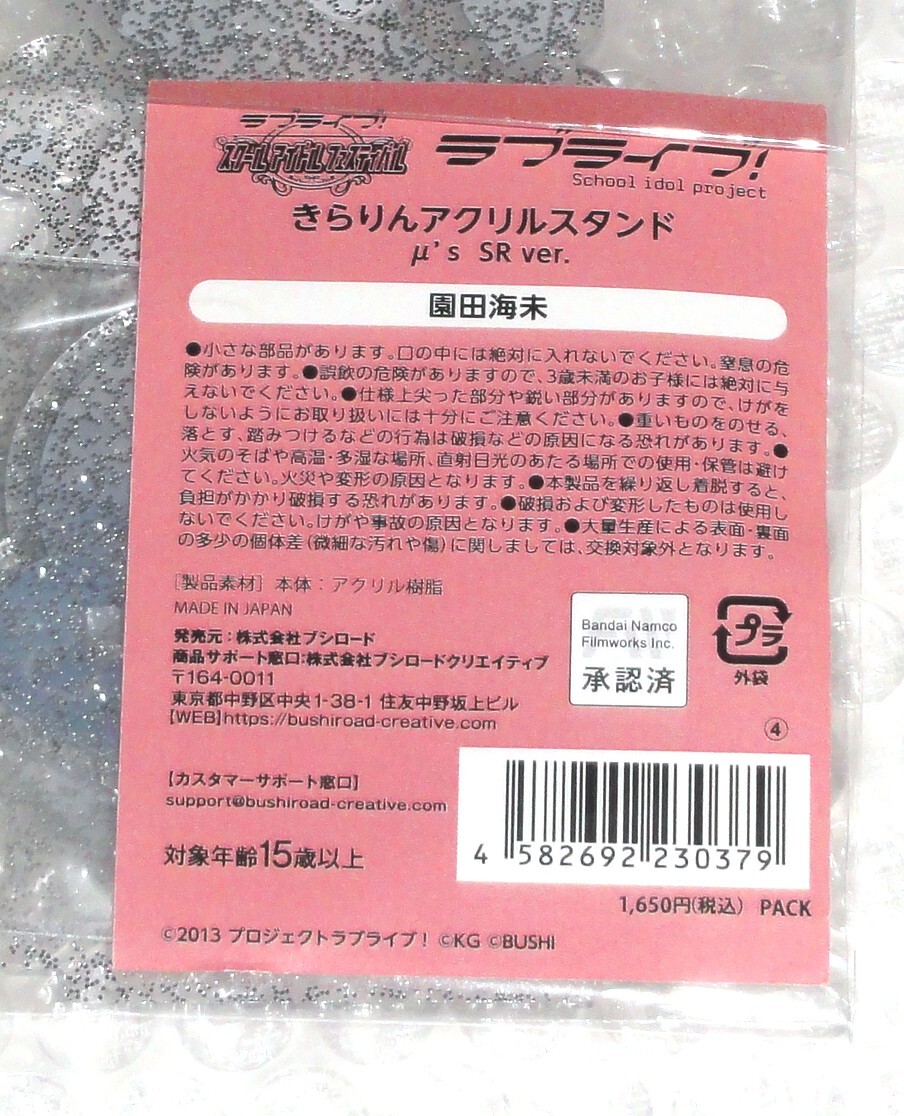 ラブライブ!
スクールアイドルフェスティバル
ラブライブ!
School idol project
きらりんアクリルスタンド
μ's SR ver.
園田海未
●小さな部品があります。口の中には絶対に入れないでください。窒息の危
険があります。●誤飲の危険がありますので、3歳未満のお子様には絶対に与
えないでください。●仕様上尖った部分や鋭い部分がありますので、けがを
しないようにお取り扱いには十分にご注意ください。●重いものをのせる、
落とす、踏みつけるなどの行為は破損などの原因になる恐れがあります。●
火気のそばや高温・多湿な場所、直射日光のあたる場所での使用・保管は避け
てください。火災や変形の原因となります。●本製品を繰り返し着脱すると、
負担がかかり破損する恐れがあります。●破損および変形したものは使用し
ないでください。けがや事故の原因となります。●大量生産による表面・裏面
の多少の個体差(微細な汚れや傷)に関しましては、交換対象外となります。
[製品素材] 本体:アクリル樹脂
MADE IN JAPAN
発売元:株式会社ブシロード
商品サポート窓口:株式会社ブシロードクリエイティブ
〒164-0011
東京都中野区中央1-38-1 住友中野坂上ビル
【WEB】https://bushiroad-creative.com
Bandai Namco
Filmworks Inc.
承認済
プラ
外袋
④
【カスタマーサポート窓口】
support@bushiroad-creative.com
対象年齢15歳以上
4 582692 230379
1,650円(税込) PACK
©2013 プロジェクトラブライブ! ©KG ©BUSHI